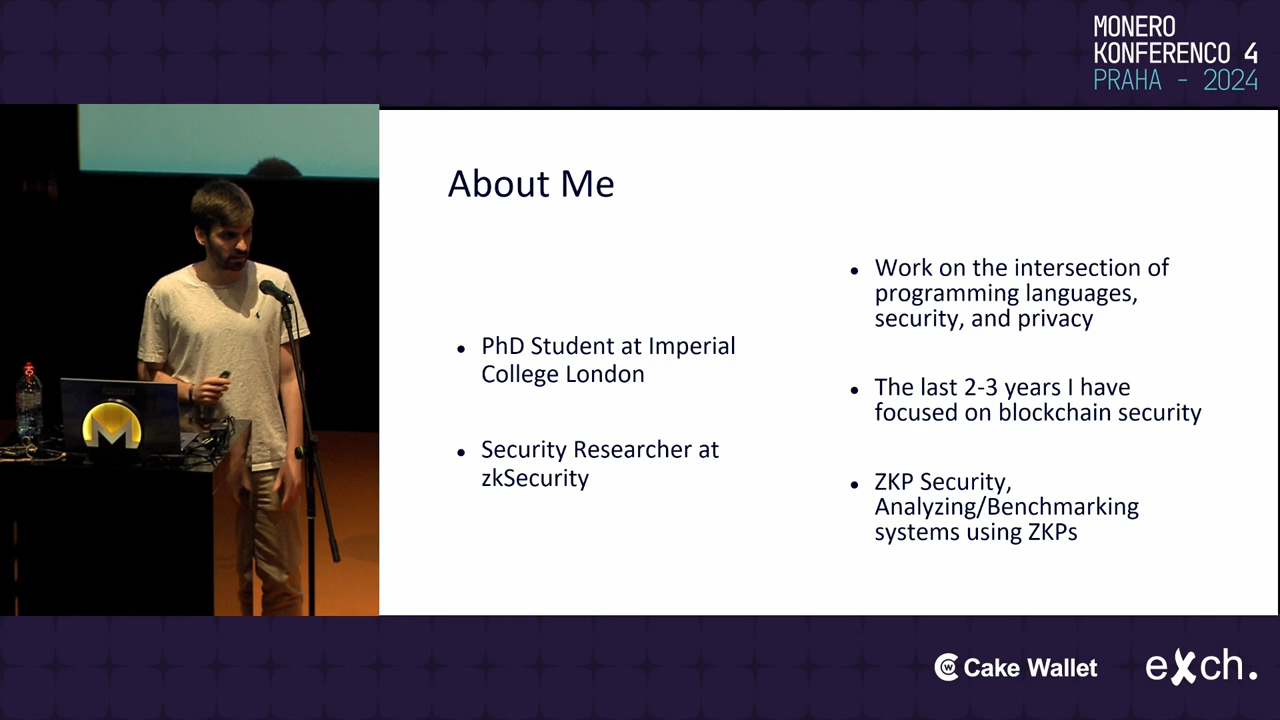 MONERO
KONFERENCO 4
PRAHA - 2024
About Me
• PhD Student at Imperial
College London
• Security Researcher at
zkSecurity
• Work on the intersection of
programming languages,
security, and privacy
• The last 2-3 years I have
focused on blockchain security
• ZKP Security,
Analyzing/Benchmarking
systems using ZKPs
Cake Wallet
eXch.